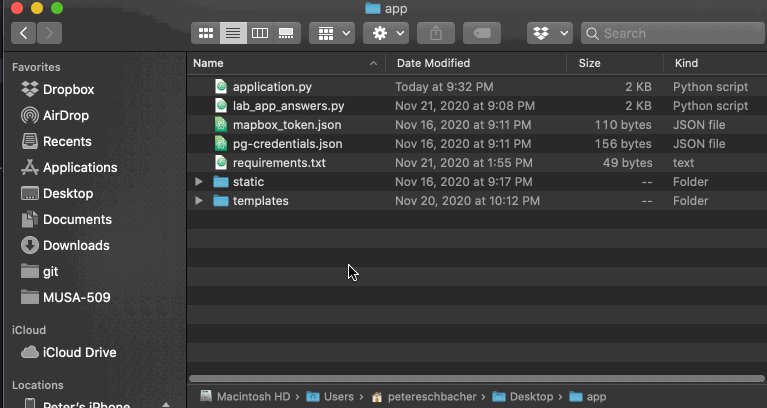 app
Search
Favorites
Dropbox
AirDrop
Recents
Applications
Desktop
Documents
Downloads
git
MUSA-509
iCloud
iCloud Drive
Locations
Peter's iPhone
Name Date Modified Size Kind
application.py Today at 9:32 PM 2 KB Python script
lab_app_answers.py Nov 21, 2020 at 9:08 PM 2 KB Python script
mapbox_token.json Nov 16, 2020 at 9:11 PM 110 bytes JSON file
pg-credentials.json Nov 16, 2020 at 9:11 PM 156 bytes JSON file
requirements.txt Nov 21, 2020 at 1:55 PM 49 bytes text
static Nov 16, 2020 at 9:17 PM -- Folder
templates Nov 20, 2020 at 10:12 PM -- Folder
Macintosh HD › Users › petereschbacher › Desktop › app